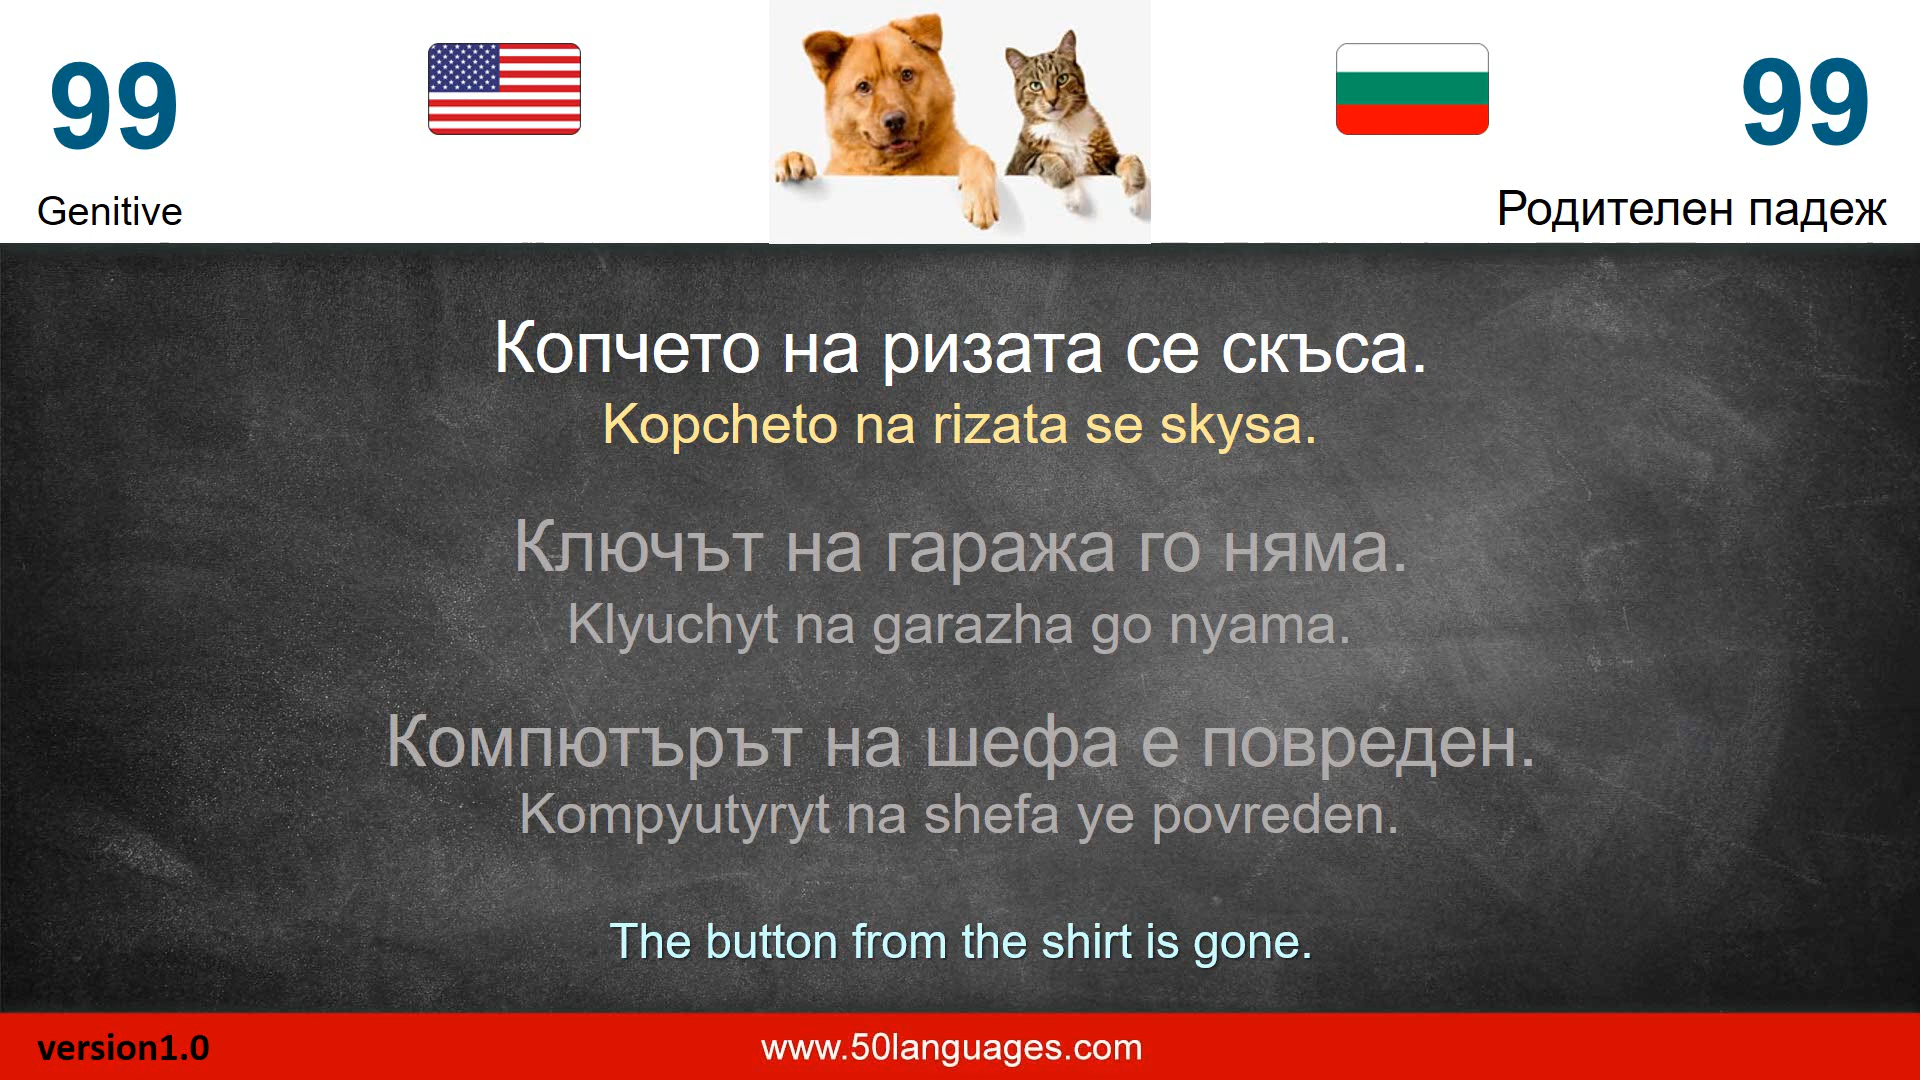 99
99
Genitive
Родителен падеж
Копчето на ризата се скъса.
Kopcheto na rizata se skysa.
Ключът на гаража го няма.
Klyuchyt na garazha go nyama.
Компютърът на шефа е повреден.
Kompyutyryt na shefa ye povreden.
The button from the shirt is gone.
version1.0
www.50languages.com